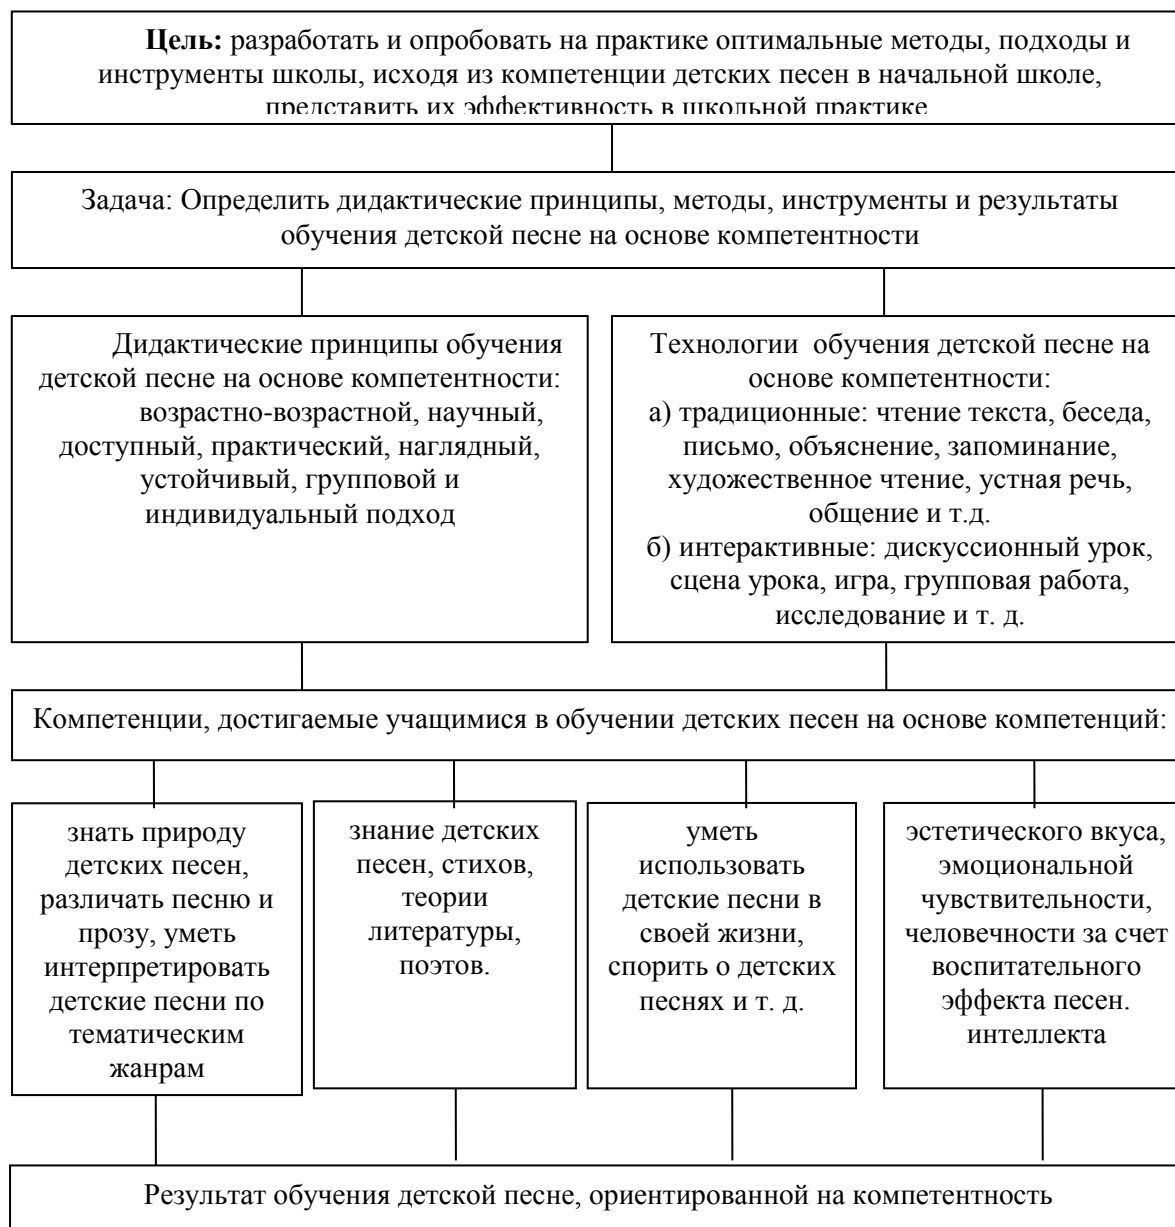 Цель: разработать и опробовать на практике оптимальные методы, подходы и
инструменты школы, исходя из компетенции детских песен в начальной школе,
представить их эффективность в школьной практике
Задача: Определить дидактические принципы, методы, инструменты и результаты
обучения детской песне на основе компетентности
Дидактические принципы обучения
детской песне на основе компетентности:
возрастно-возрастной, научный,
доступный, практический, наглядный,
устойчивый, групповой и
индивидуальный подход
Технологии обучения детской песне на
основе компетентности:
а) традиционные: чтение текста, беседа,
письмо, объяснение, запоминание,
художественное чтение, устная речь,
общение и т.д.
б) интерактивные: дискуссионный урок,
сцена урока, игра, групповая работа,
исследование и т. д.
Компетенции, достигаемые учащимися в обучении детских песен на основе компетенций:
знать природу
детских песен,
различать песню и
прозу, уметь
интерпретировать
детские песни по
тематическим
жанрам
знание детских
песен, стихов,
теории
литературы,
поэтов.
уметь
использовать
детские песни в
своей жизни,
спорить о детских
песнях и т. д.
эстетического вкуса,
эмоциональной
чувствительности,
человечности за счет
воспитательного
эффекта песен.
интеллекта
Результат обучения детской песне, ориентированной на компетентность